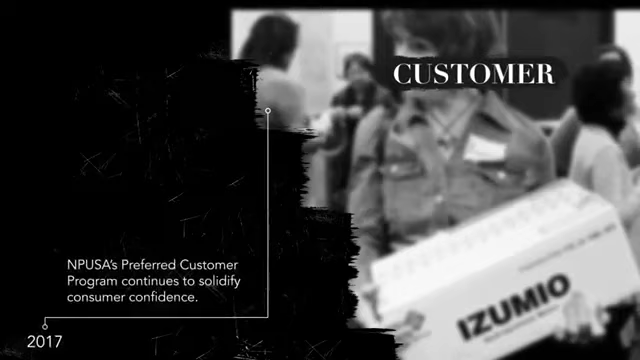 CUSTOMER
NPUSA's Preferred Customer
Program continues to solidify
consumer confidence.
2017
IZUMIO